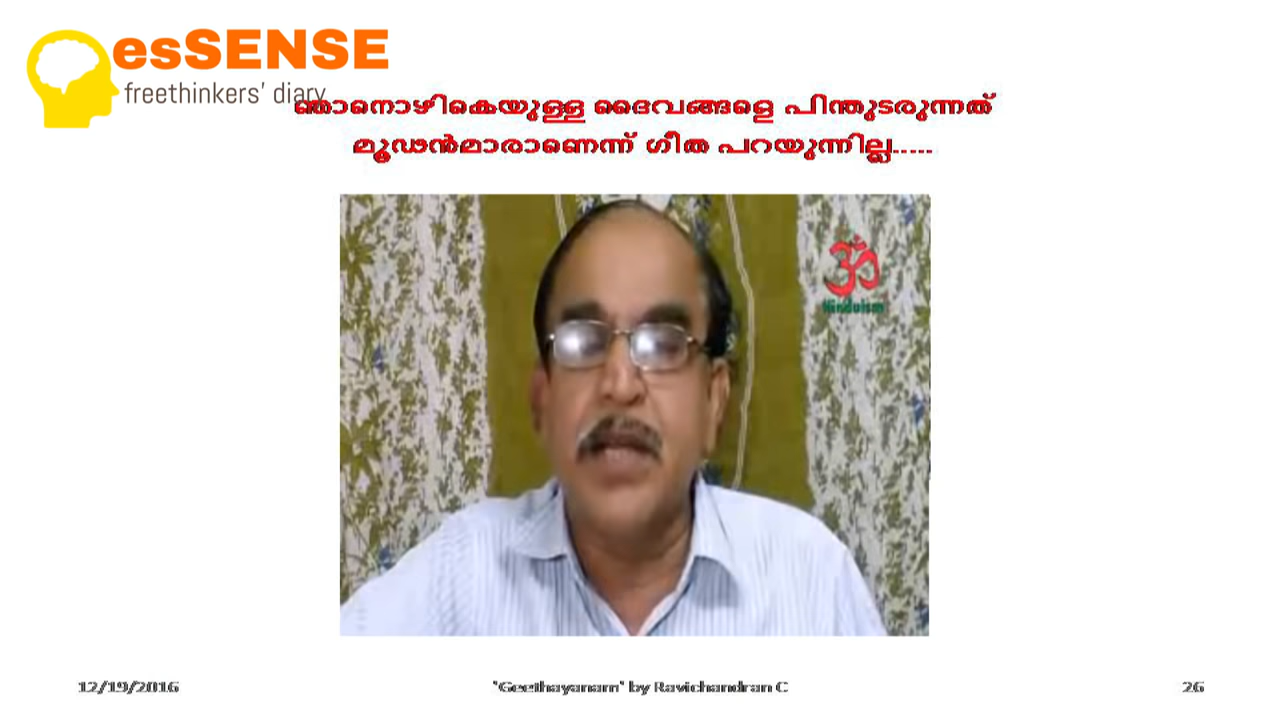 esSENSE
freethinkers' diary
ഞാനൊഴികെയുള്ള ദൈവങ്ങളെ പിന്തുടരുന്നത്
മൂഢൻമാരാണെന്ന് ഗീത പറയുന്നില്ല.....
ॐ
Hinduism
12/19/2016
'Geethayanam' by Ravichandran C
26